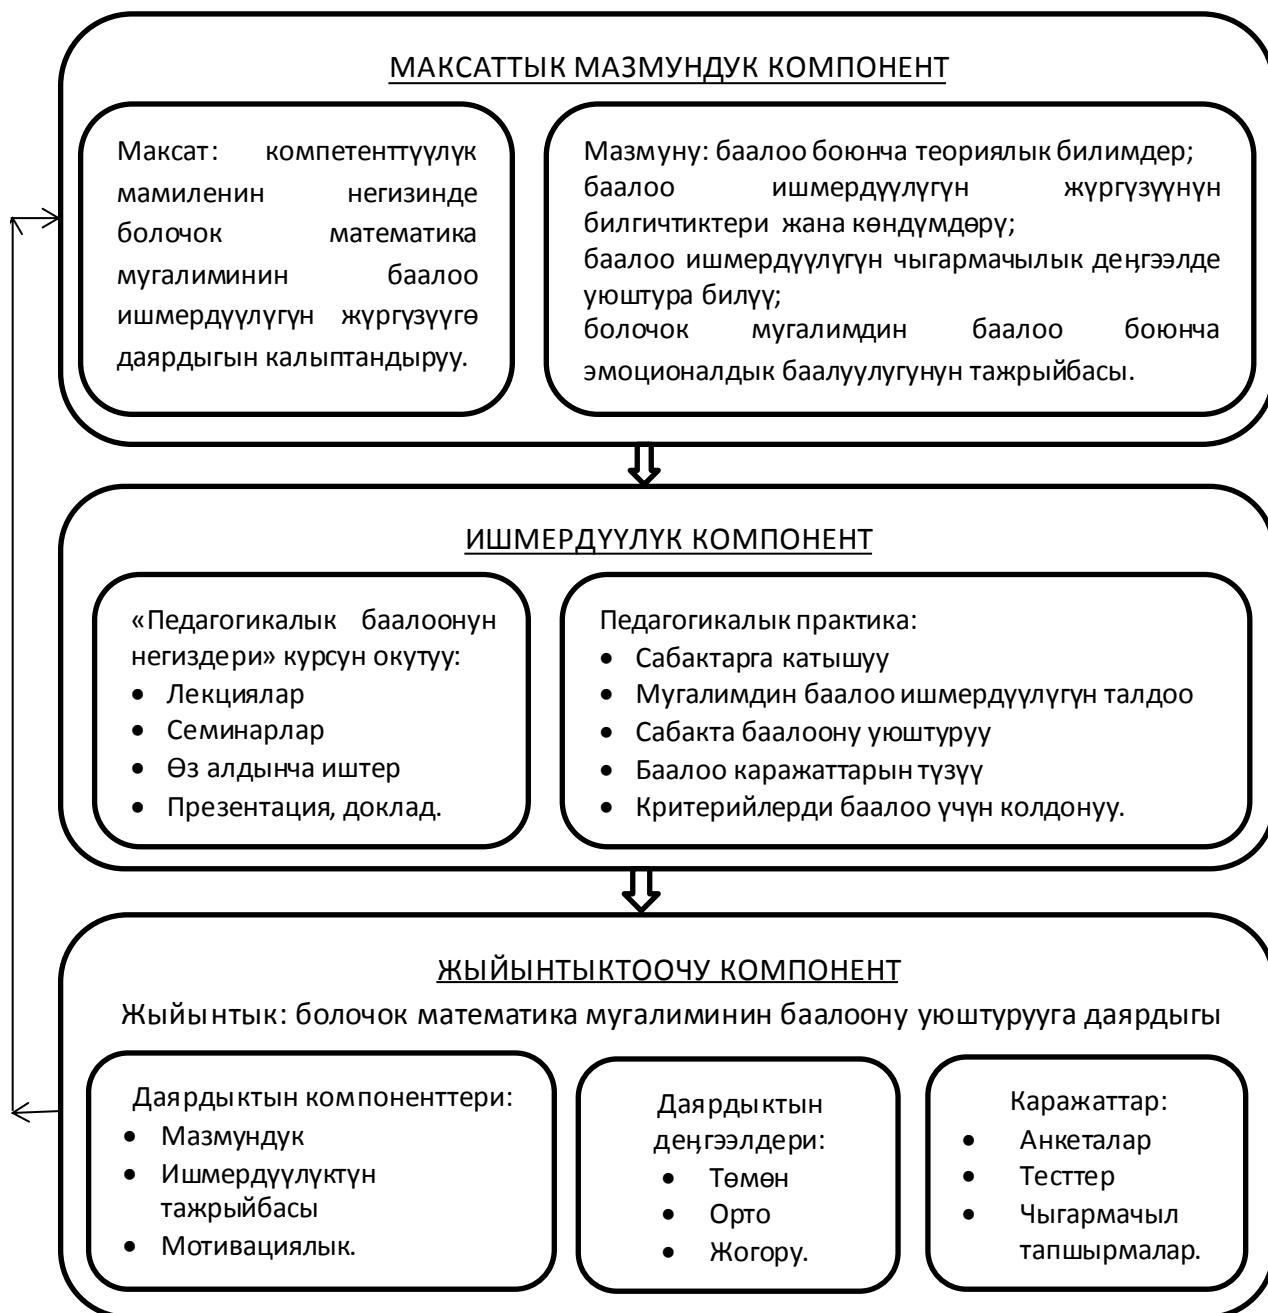 МАКСАТТЫК МАЗМУНДУК КОМПОНЕНТ
Максат: компетенттүүлүк
мамиленин негизинде
болочок математика
мугалиминин баалоо
ишмердүүлүгүн жүргүзүүгө
даярдыгын калыптандыруу.
Мазмуну: баалоо боюнча теориялык билимдер;
баалоо ишмердүүлүгүн жүргүзүүнүн
билгичтиктери жана көндүмдөрү;
баалоо ишмердүүлүгүн чыгармачылык деңгээлде
уюштура билүү;
болочок мугалимдин баалоо боюнча
эмоционалдык баалуулугунун тажрыйбасы.
ИШМЕРДҮҮЛҮК КОМПОНЕНТ
«Педагогикалык баалоонун
негиздери» курсун окутуу:
• Лекциялар
• Семинарлар
• Өз алдынча иштер
• Презентация, доклад.
Педагогикалык практика:
• Сабактарга катышуу
• Мугалимдин баалоо ишмердүүлүгүн талдоо
• Сабакта баалоону уюштуруу
• Баалоо каражаттарын түзүү
• Критерийлерди баалоо үчүн колдонуу.
ЖЫЙЫНТЫКТООЧУ КОМПОНЕНТ
Жыйынтык: болочок математика мугалиминин баалоону уюштурууга даярдыгы
Даярдыктын компоненттери:
• Мазмундук
• Ишмердүүлүктүн
тажрыйбасы
• Мотивациялык.
Даярдыктын
деңгээлдери:
• Төмөн
• Орто
• Жогору.
Каражаттар:
• Анкеталар
• Тесттер
• Чыгармачыл
тапшырмалар.